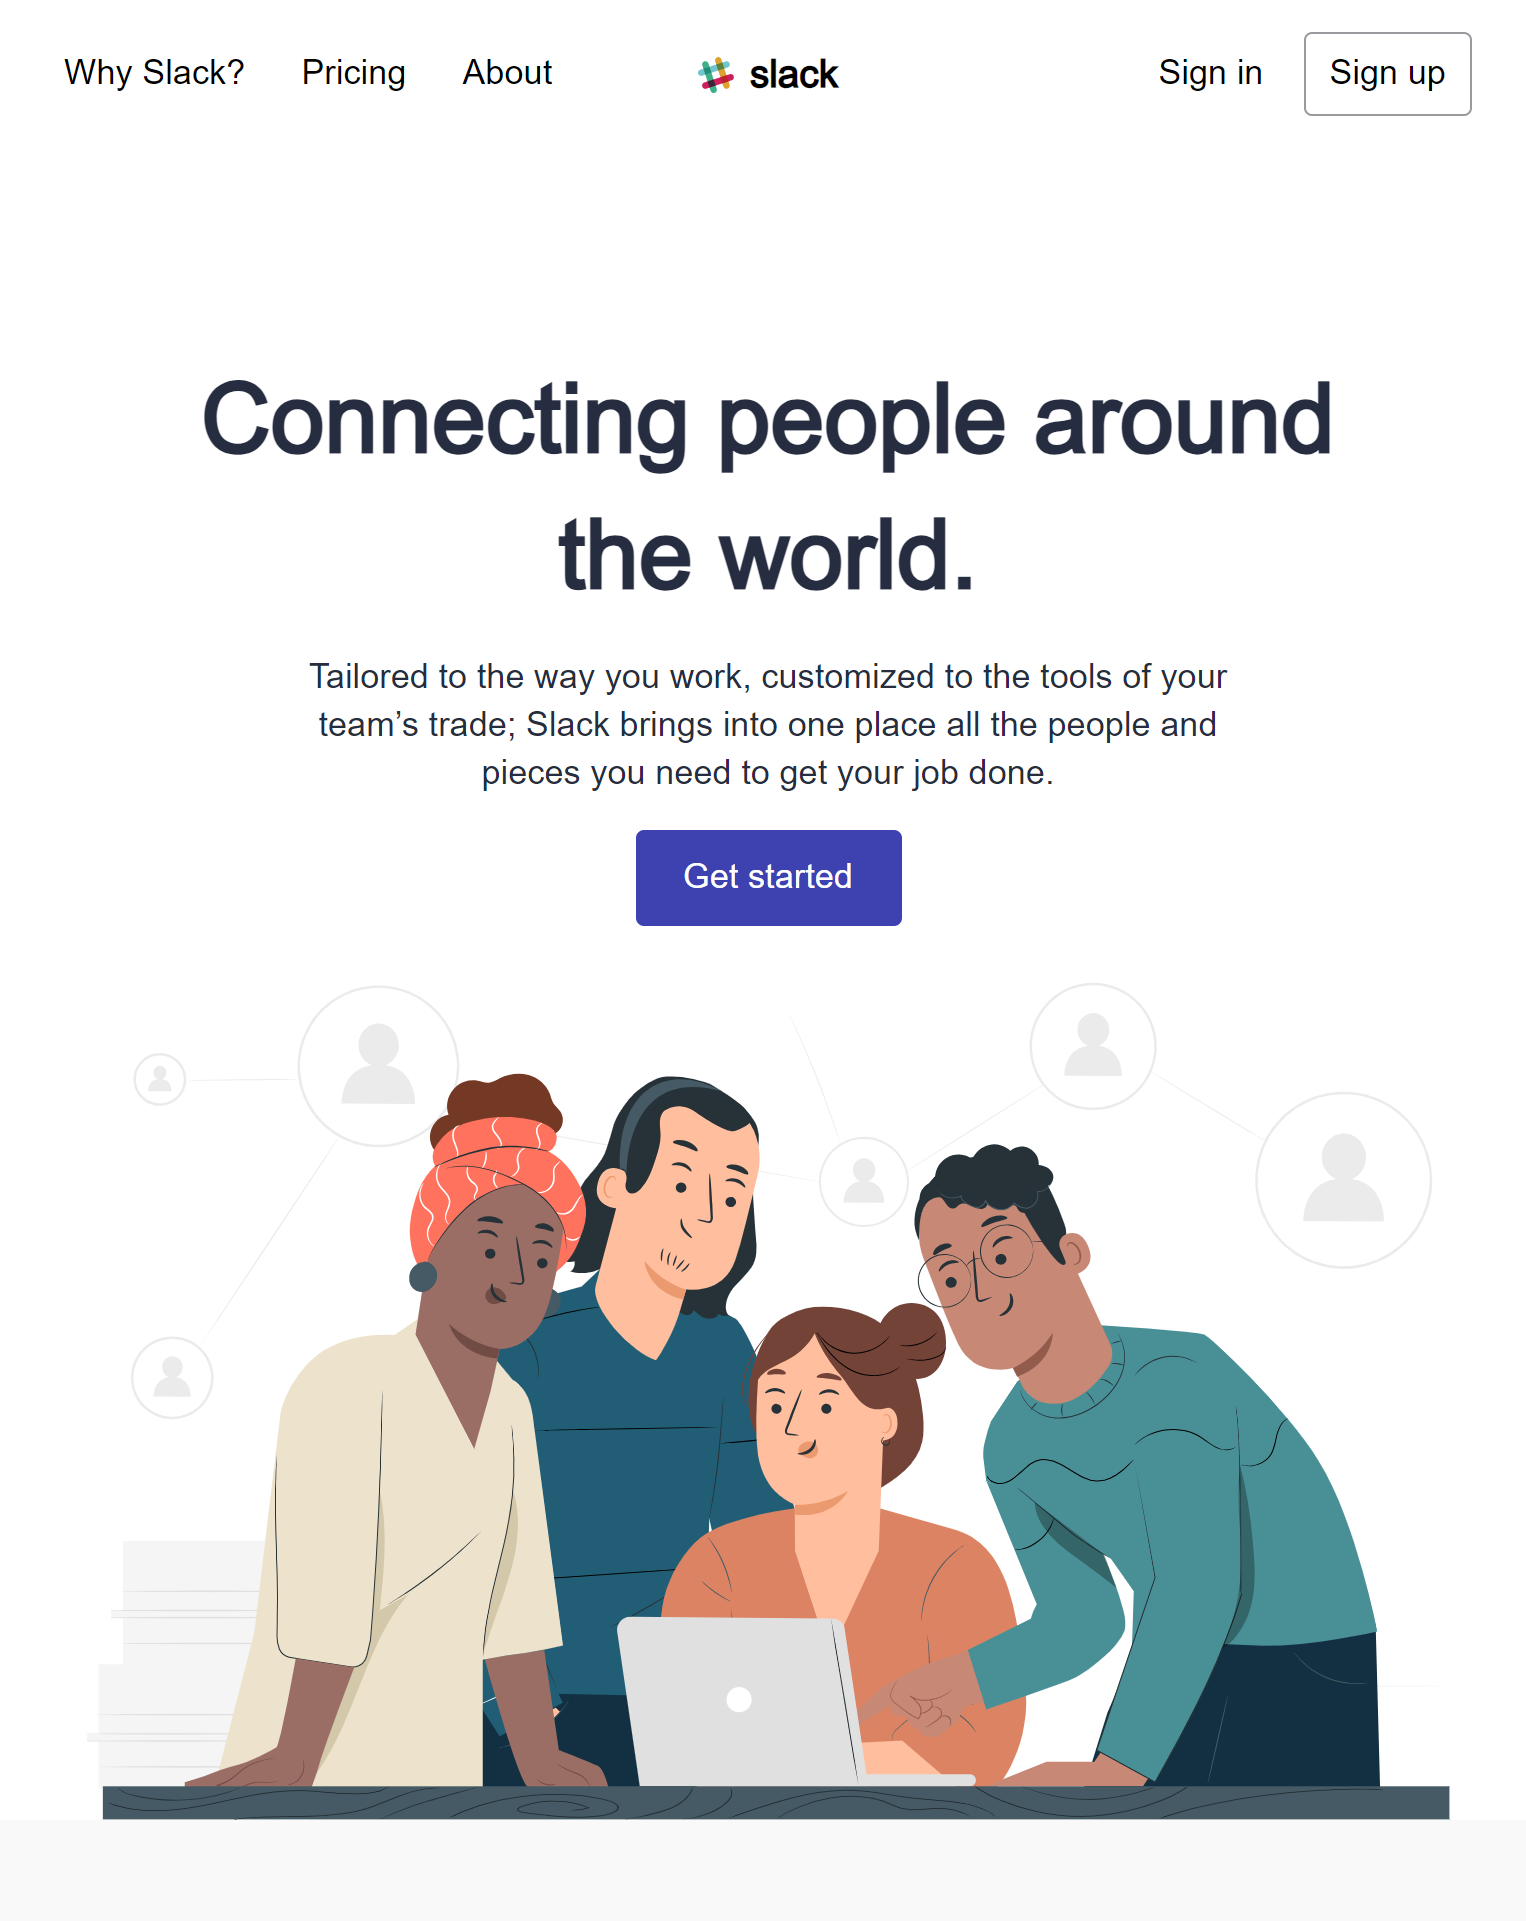 Why Slack? Pricing About slack Sign in Sign up
Connecting people around
the world.
Tailored to the way you work, customized to the tools of your
team’s trade; Slack brings into one place all the people and
pieces you need to get your job done.
Get started